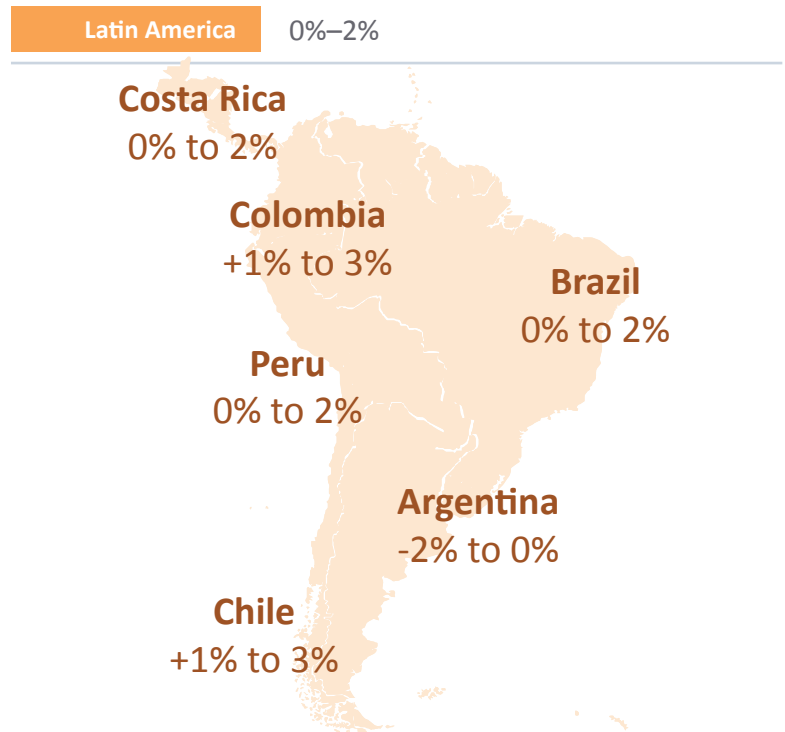 Latin America 0%–2%
Costa Rica
0% to 2%
Colombia
+1% to 3%
Brazil
0% to 2%
Peru
0% to 2%
Argentina
-2% to 0%
Chile
+1% to 3%